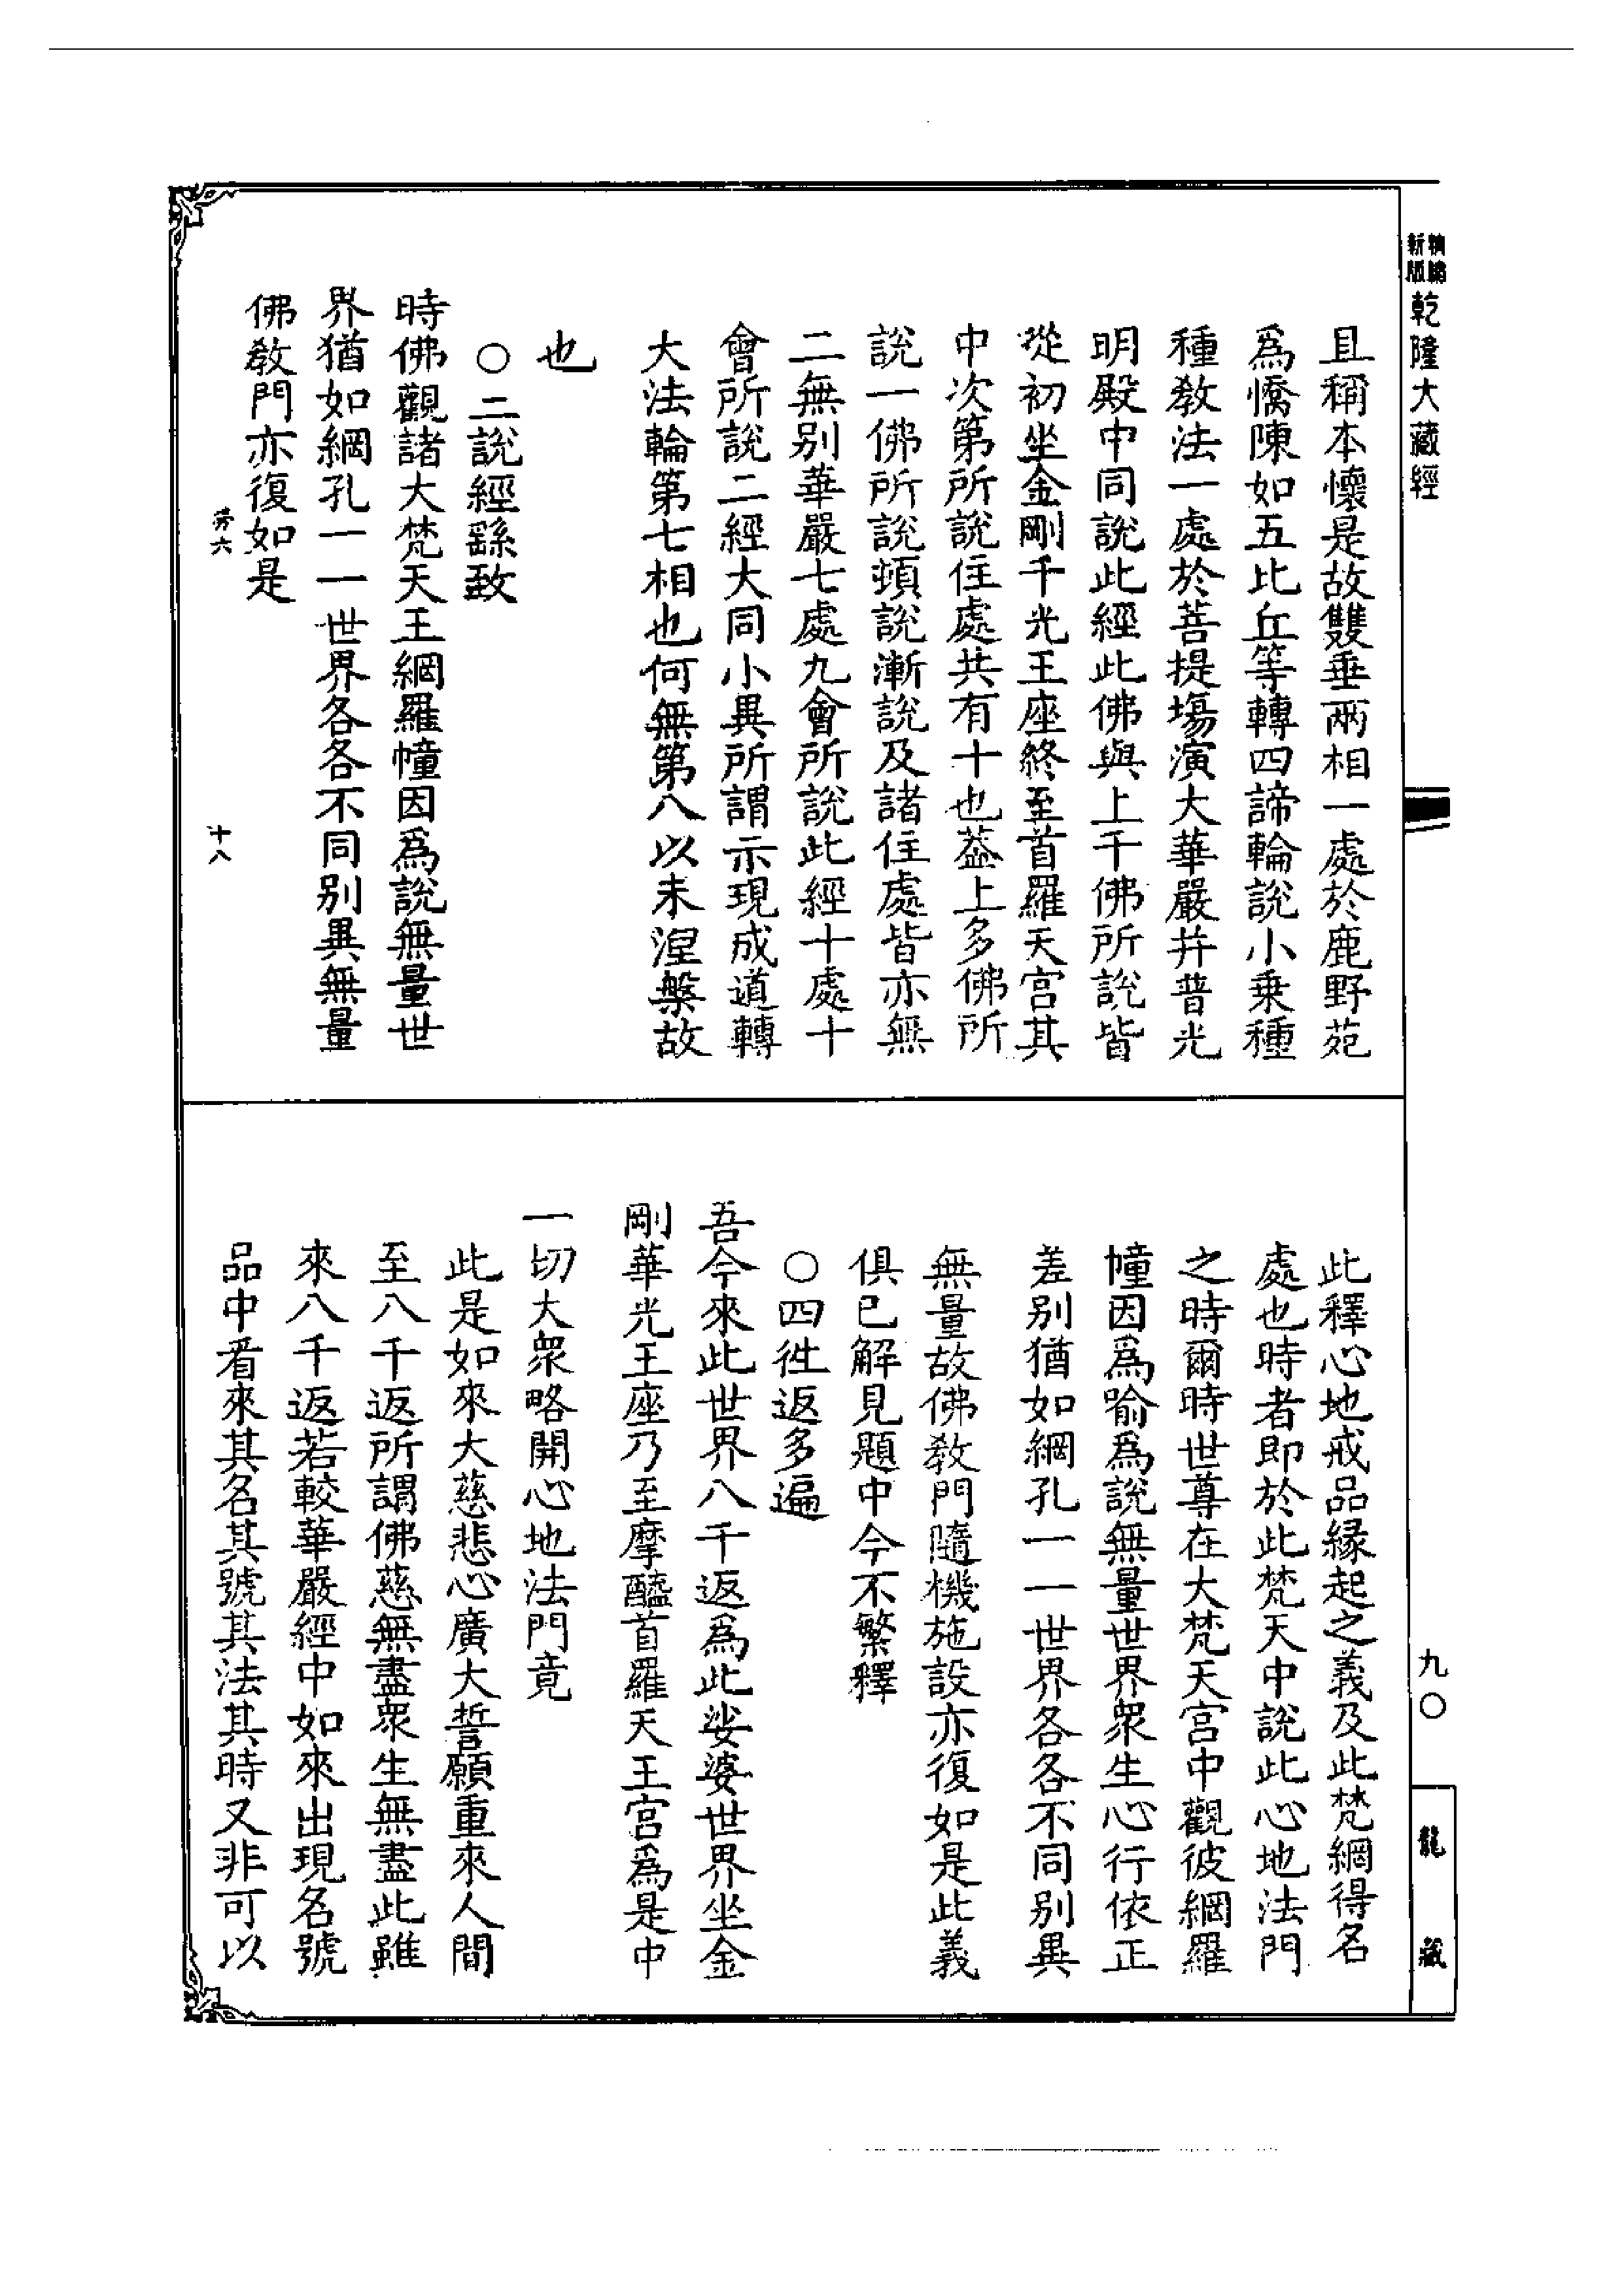 精編新版
乾隆大藏經
且稱本懷是故雙垂兩相一處於鹿野苑
爲憍陳如五比丘等轉四諦輪說小乗種
種敎法一處於菩提場演大華嚴并普光
明殿中同說此經此佛與上千佛所說皆
從初坐金剛千光王座終至首羅天宫其
中次第所說住處共有十也葢上多佛所
說一佛所說頓說漸說及諸住處皆亦無
二無别華嚴七處九會所說此經十處十
會所說二經大同小異所謂示現成道轉
大法輪第七相也何無第八以未涅槃故
也
○二說經繇致
時佛觀諸大梵天王網羅幢因爲說無量世
界猶如網孔一一世界各各不同别異無量
佛敎門亦復如是
十八
此釋心地戒品緣起之義及此梵網得名
處也時者即於此梵天中說此心地法門
之時爾時世尊在大梵天宫中觀彼網羅
幢因爲喻爲說無量世界衆生心行依正
差别猶如網孔一一世界各各不同别異
無量故佛敎門隨機施設亦復如是此義
俱已解見題中今不繁釋
○四徃返多遍
吾今來此世界八千返爲此娑婆世界坐金
剛華光王座乃至摩醯首羅天王宫爲是中
一切大衆略開心地法門竟
此是如來大慈悲心廣大誓願重來人間
至八千返所謂佛慈無盡衆生無盡此雖
來八千返若較華嚴經中如來出現名號
品中看來其名其號其法其時又非可以
九〇
龍藏